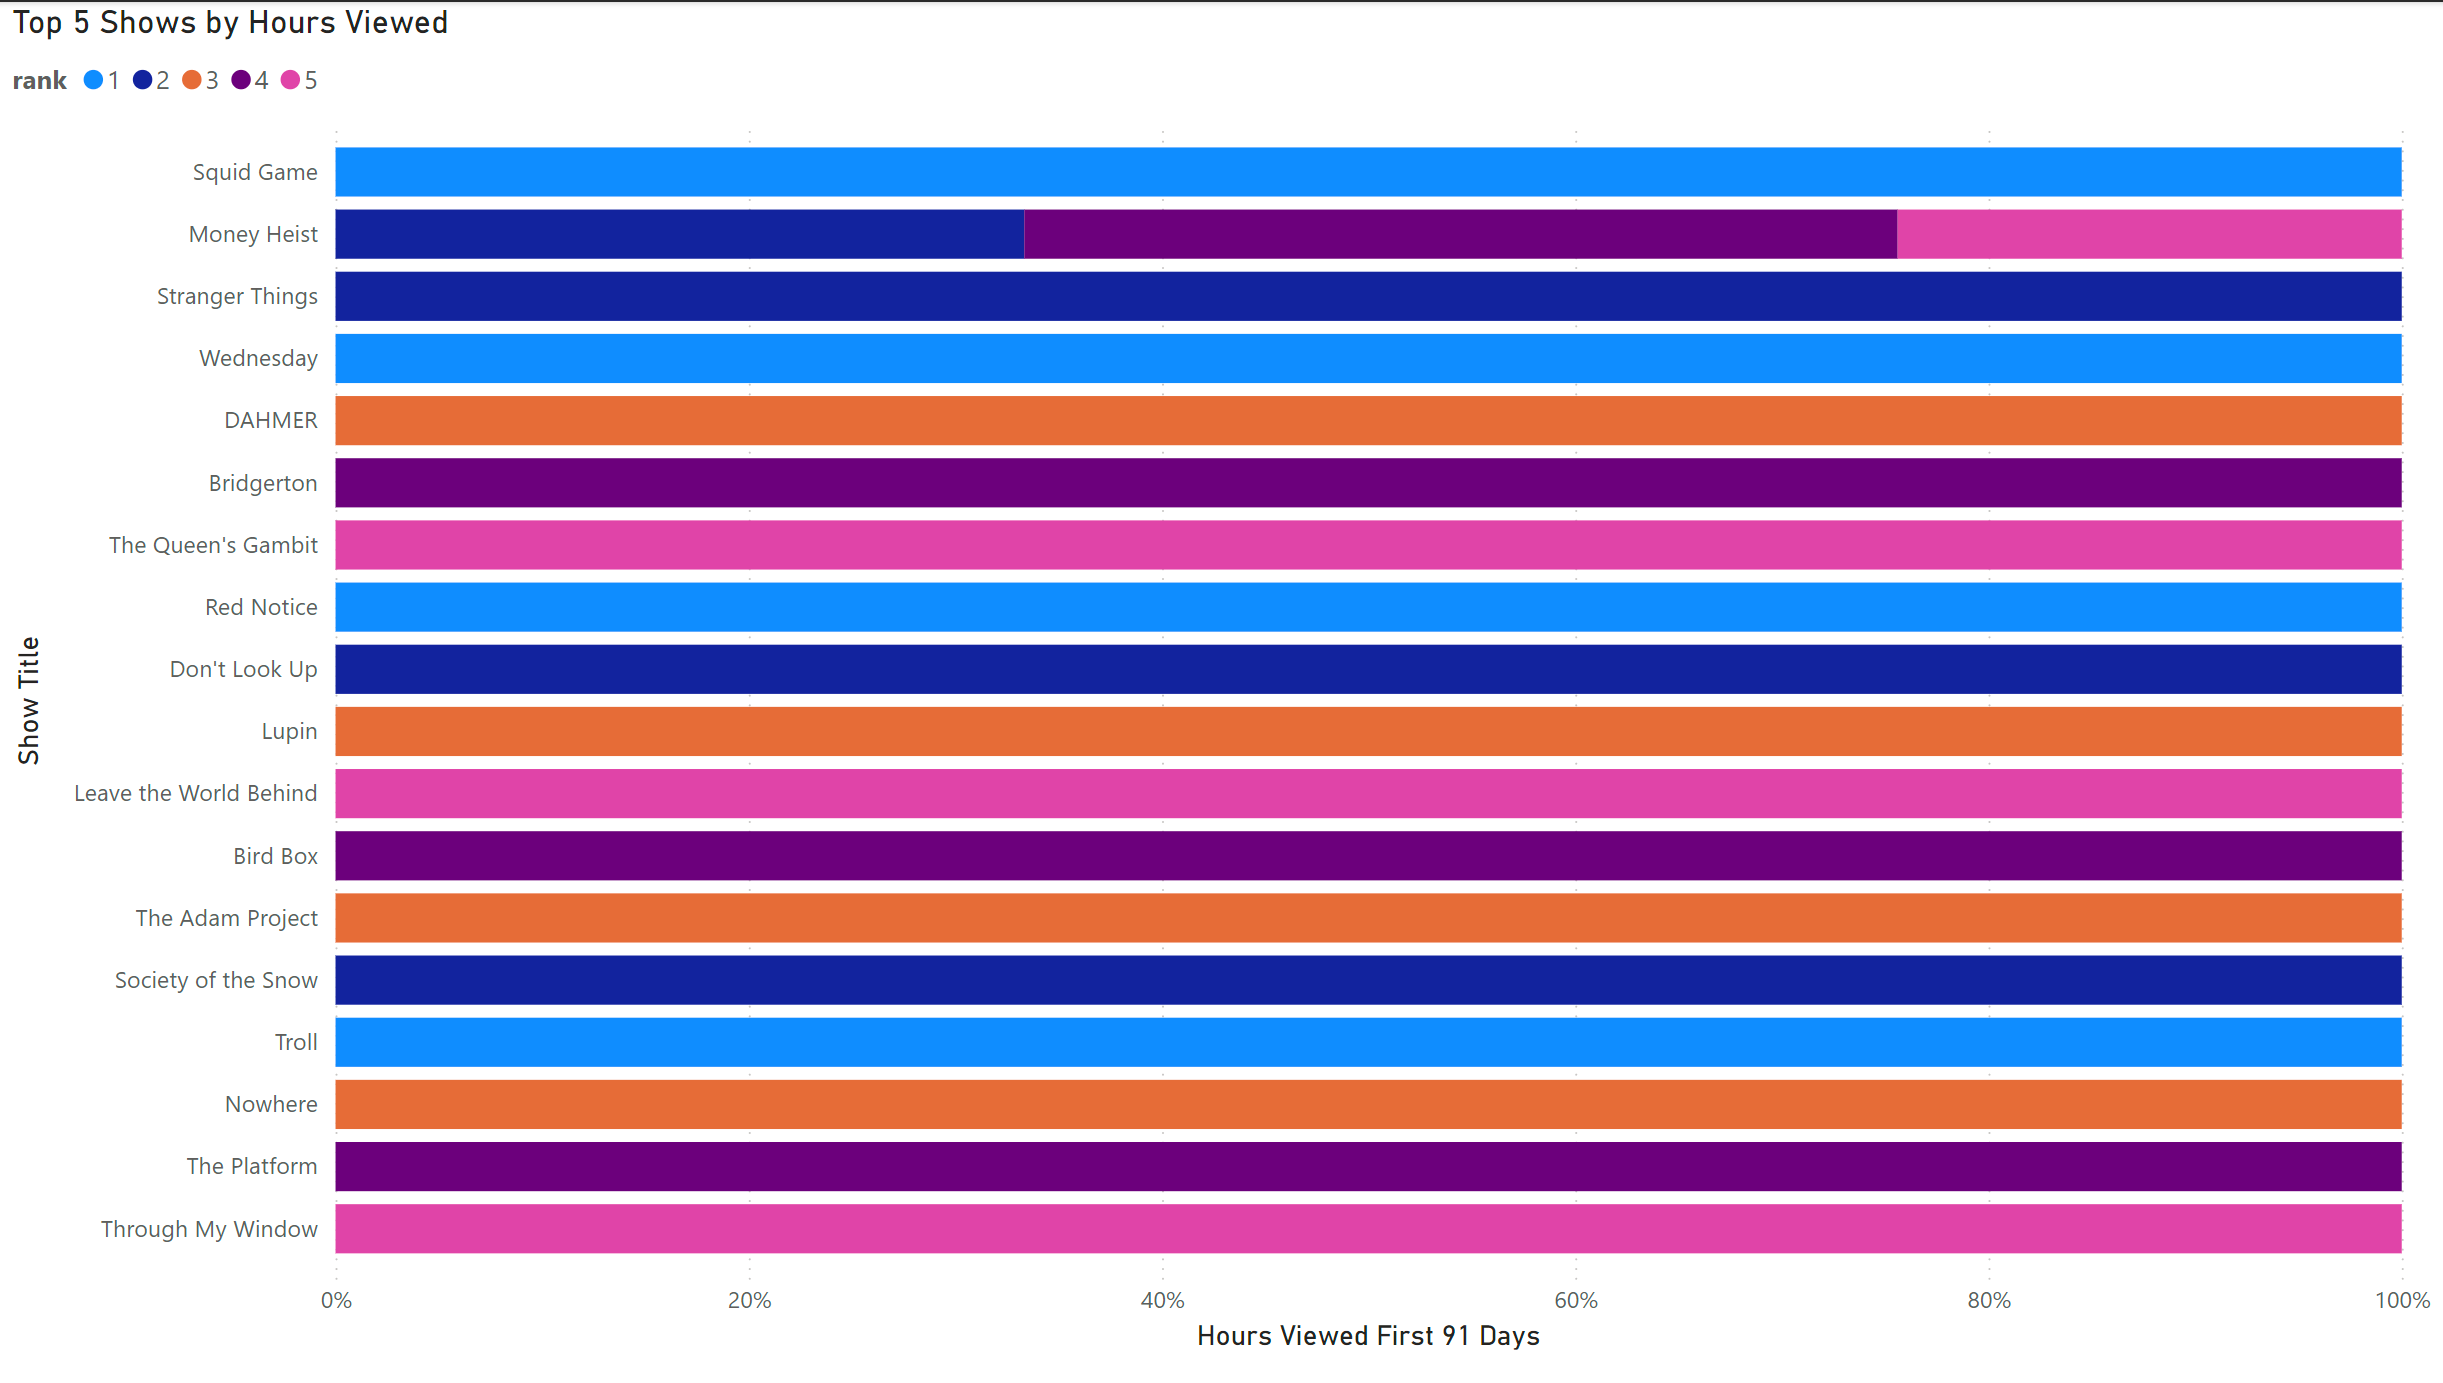 Top 5 Shows by Hours Viewed
rank 1 2 3 4 5
Squid Game
Money Heist
Stranger Things
Wednesday
DAHMER
Bridgerton
The Queen's Gambit
Red Notice
Don't Look Up
Lupin
Leave the World Behind
Bird Box
The Adam Project
Society of the Snow
Troll
Nowhere
The Platform
Through My Window
Show Title
0% 20% 40% 60% 80% 100%
Hours Viewed First 91 Days